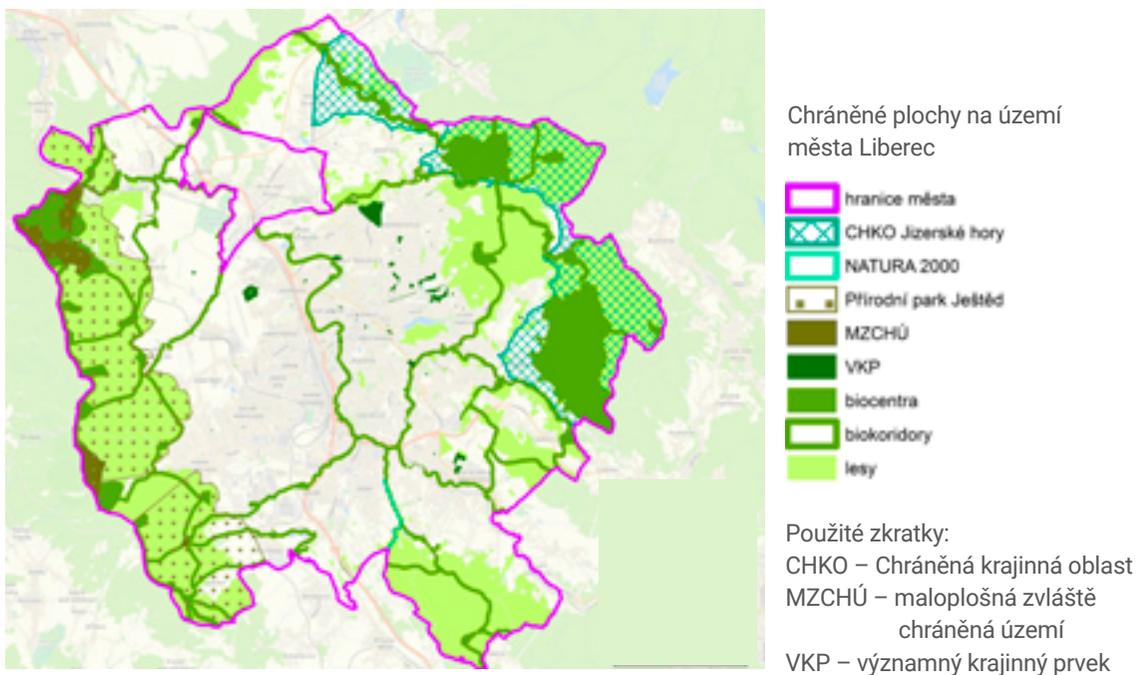 Chráněné plochy na území
města Liberec
hranice města
CHKO Jizerské hory
NATURA 2000
Přírodní park Ještěd
MZCHÚ
VKP
biocentra
biokoridory
lesy
Použité zkratky:
CHKO – Chráněná krajinná oblast
MZCHÚ – maloplošná zvláště
chráněná území
VKP – významný krajinný prvek